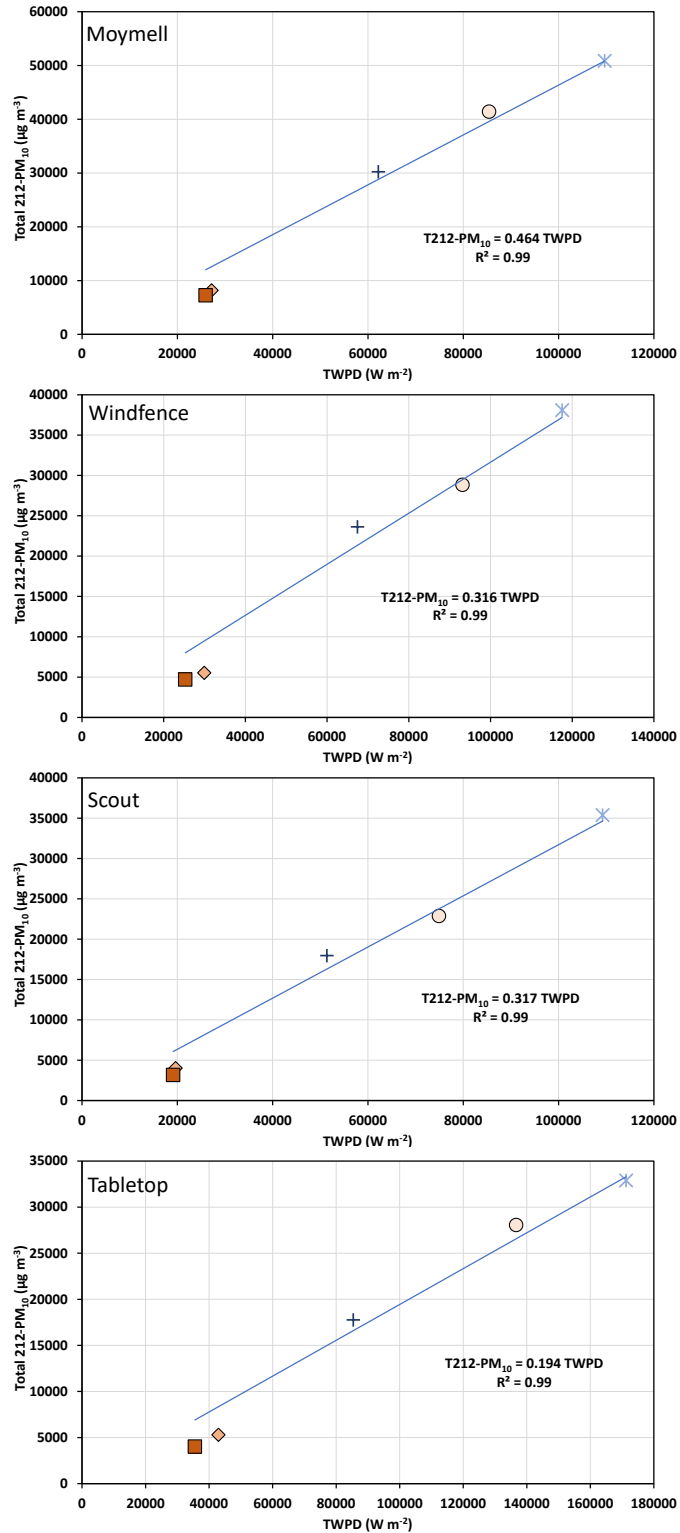 Moymell
60000
50000
40000
30000
20000
10000
0
Total 212-PM₁₀ (µg m⁻³)
T212-PM₁₀ = 0.464 TWPD
R² = 0.99
0 20000 40000 60000 80000 100000 120000
TWPD (W m⁻²)
Windfence
40000
35000
30000
25000
20000
15000
10000
5000
0
Total 212-PM₁₀ (µg m⁻³)
T212-PM₁₀ = 0.316 TWPD
R² = 0.99
0 20000 40000 60000 80000 100000 120000 140000
TWPD (W m⁻²)
Scout
40000
35000
30000
25000
20000
15000
10000
5000
0
Total 212-PM₁₀ (µg m⁻³)
T212-PM₁₀ = 0.317 TWPD
R² = 0.99
0 20000 40000 60000 80000 100000 120000
TWPD (W m⁻²)
Tabletop
35000
30000
25000
20000
15000
10000
5000
0
Total 212-PM₁₀ (µg m⁻³)
T212-PM₁₀ = 0.194 TWPD
R² = 0.99
0 20000 40000 60000 80000 100000 120000 140000 160000 180000
TWPD (W m⁻²)